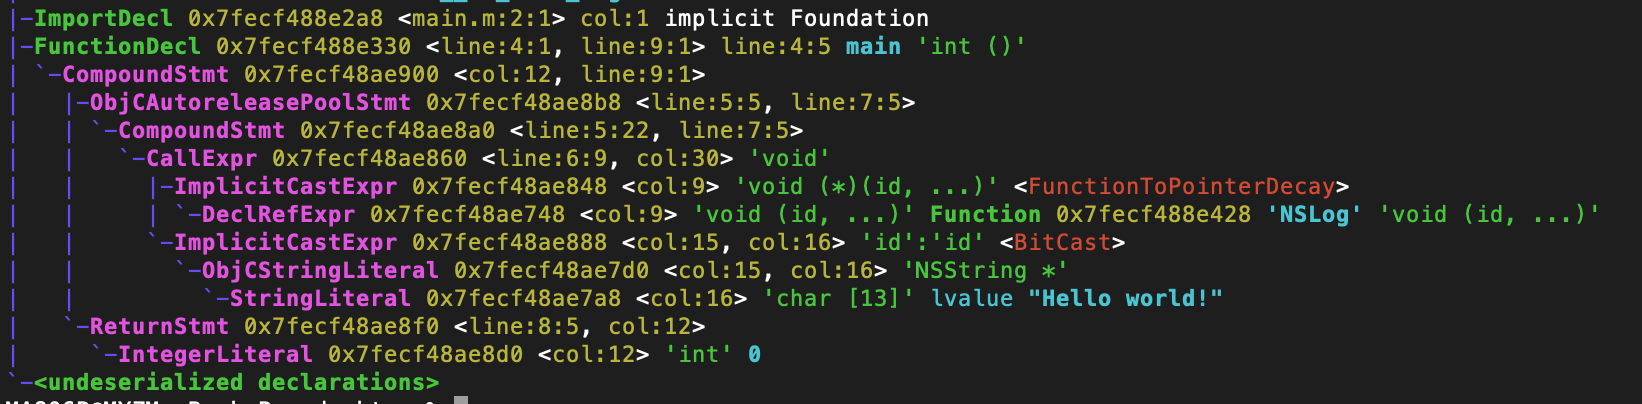 |-ImportDecl 0x7fecf488e2a8 <main.m:2:1> col:1 implicit Foundation
|-FunctionDecl 0x7fecf488e330 <line:4:1, line:9:1> line:4:5 main 'int ()'
| `-CompoundStmt 0x7fecf48ae900 <col:12, line:9:1>
|   |-ObjCAutoreleasePoolStmt 0x7fecf48ae8b8 <line:5:5, line:7:5>
|   | `-CompoundStmt 0x7fecf48ae8a0 <line:5:22, line:7:5>
|   |   `-CallExpr 0x7fecf48ae860 <line:6:9, col:30> 'void'
|   |     |-ImplicitCastExpr 0x7fecf48ae848 <col:9> 'void (*)(id, ...)' <FunctionToPointerDecay>
|   |     | `-DeclRefExpr 0x7fecf48ae748 <col:9> 'void (id, ...)' Function 0x7fecf488e428 'NSLog' 'void (id, ...)'
|   |     `-ImplicitCastExpr 0x7fecf48ae888 <col:15, col:16> 'id':'id' <BitCast>
|   |       `-ObjCStringLiteral 0x7fecf48ae7d0 <col:15, col:16> 'NSString *'
|   |         `-StringLiteral 0x7fecf48ae7a8 <col:16> 'char [13]' lvalue "Hello world!"
|   `-ReturnStmt 0x7fecf48ae8f0 <line:8:5, col:12>
|     `-IntegerLiteral 0x7fecf48ae8d0 <col:12> 'int' 0
`-<undeserialized declarations>